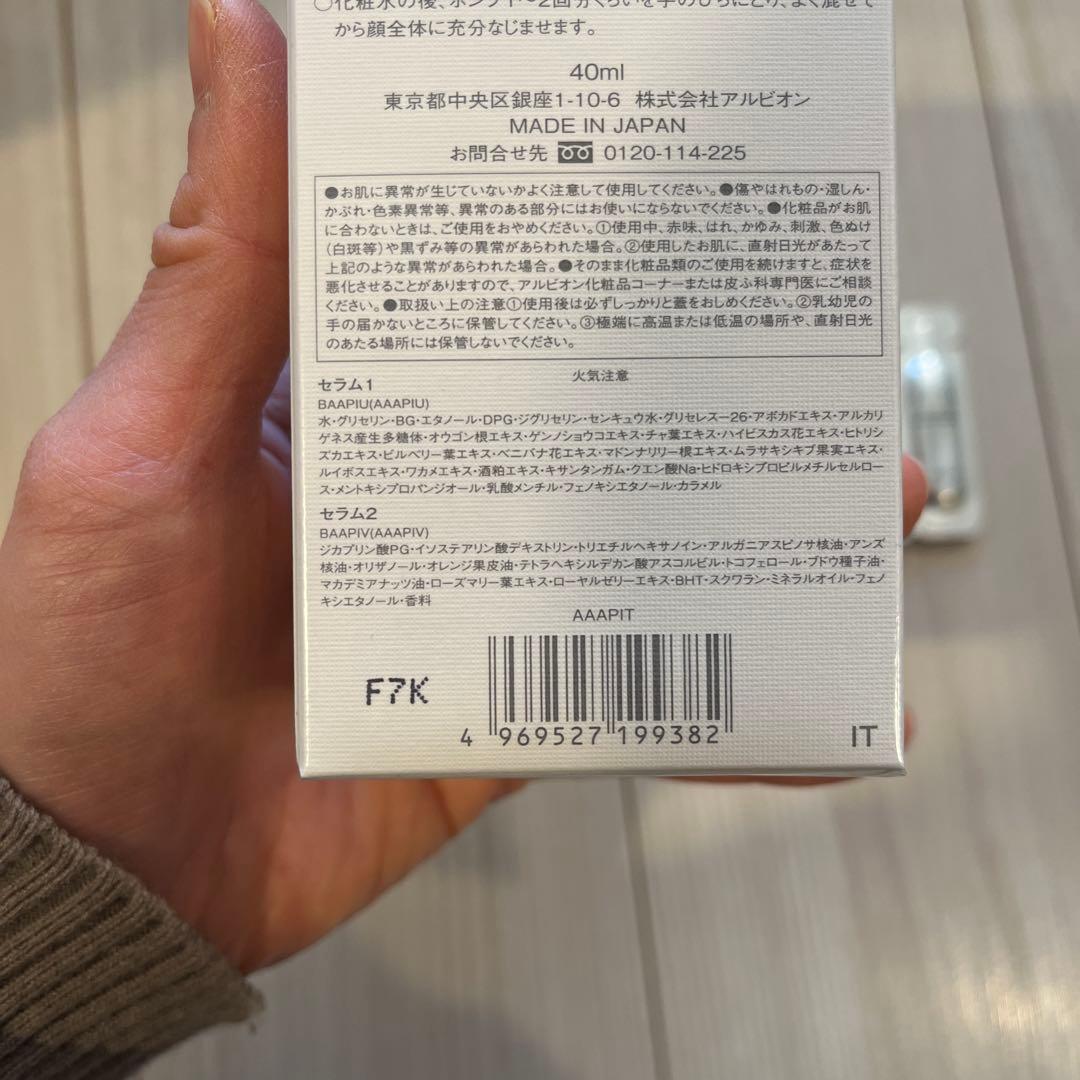 ○化粧水の後、ポンプ1〜2回分くらいを手のひらにとり、よく混ぜて
から顔全体に充分なじませます。
40ml
東京都中央区銀座1-10-6 株式会社アルビオン
MADE IN JAPAN
お問合せ先 0120-114-225
●お肌に異常が生じていないかよく注意して使用してください。●傷やはれもの・湿しん・
かぶれ・色素異常等、異常のある部分にはお使いにならないでください。●化粧品がお肌
に合わないときは、ご使用をおやめください。①使用中、赤味、はれ、かゆみ、刺激、色ぬけ
(白斑等)や黒ずみ等の異常があらわれた場合。②使用したお肌に、直射日光があたって
上記のような異常があらわれた場合。●そのまま化粧品類のご使用を続けますと、症状を
悪化させることがありますので、アルビオン化粧品コーナーまたは皮ふ科専門医にご相談
ください。●取扱い上の注意①使用後は必ずしっかりと蓋をおしめください。②乳幼児の
手の届かないところに保管してください。③極端に高温または低温の場所や、直射日光
のあたる場所には保管しないでください。
火気注意
セラム1
BAAPIU(AAAPIU)
水・グリセリン・BG・エタノール・DPG・ジグリセリン・センキュウ水・グリセレス－26・アボカドエキス・アルカリ
ゲネス産生多糖体・オウゴン根エキス・ゲンノショウコエキス・チャ葉エキス・ハイビスカス花エキス・ヒトリシ
ズカエキス・ビルベリー葉エキス・ベニバナ花エキス・マドンナリリー根エキス・ムラサキシキブ果実エキス・
ルイボスエキス・ワカメエキス・酒粕エキス・キサンタンガム・クエン酸Na・ヒドロキシプロピルメチルセルロー
ス・メントキシプロパンジオール・乳酸メンチル・フェノキシエタノール・カラメル
セラム2
BAAPIV(AAAPIV)
ジカプリン酸PG・イソステアリン酸デキストリン・トリエチルヘキサノイン・アルガニアスピノサ核油・アンズ
核油・オリザノール・オレンジ果皮油・テトラヘキシルデカン酸アスコルビル・トコフェロール・ブドウ種子油・
マカデミアナッツ油・ローズマリー葉エキス・ローヤルゼリーエキス・BHT・スクワラン・ミネラルオイル・フェノ
キシエタノール・香料
AAAPIT
F7K
4 969527 199382
IT